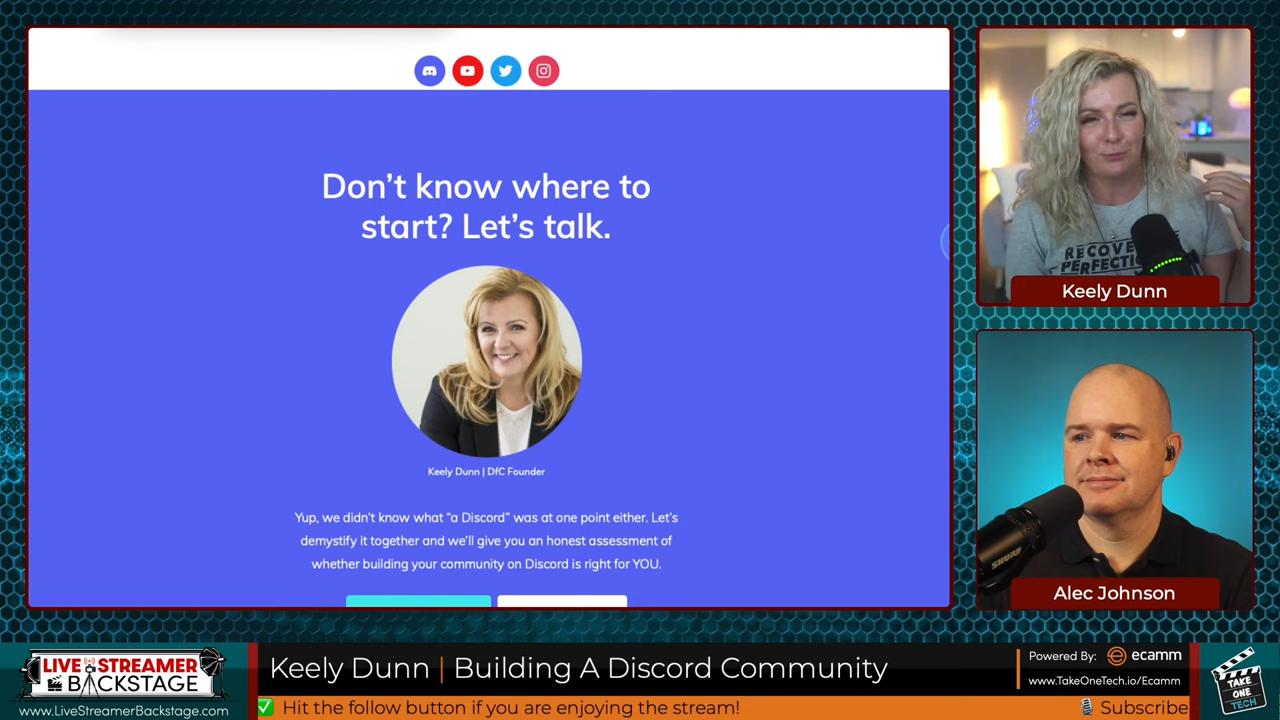 Don't know where to
start? Let's talk.
Keely Dunn | DfC Founder
Yup, we didn't know what “a Discord” was at one point either. Let's
demystify it together and we'll give you an honest assessment of
whether building your community on Discord is right for YOU.
RECOVE
PERFECTIO
Keely Dunn
SHURE
Alec Johnson
LIVE STREAMER
BACKSTAGE
www.LiveStreamerBackstage.com
Keely Dunn | Building A Discord Community
Powered By: ecamm
www.TakeOneTech.io/Ecamm
✅ Hit the follow button if you are enjoying the stream!
🎙️ Subscribe
TAKE
ONE
TECH